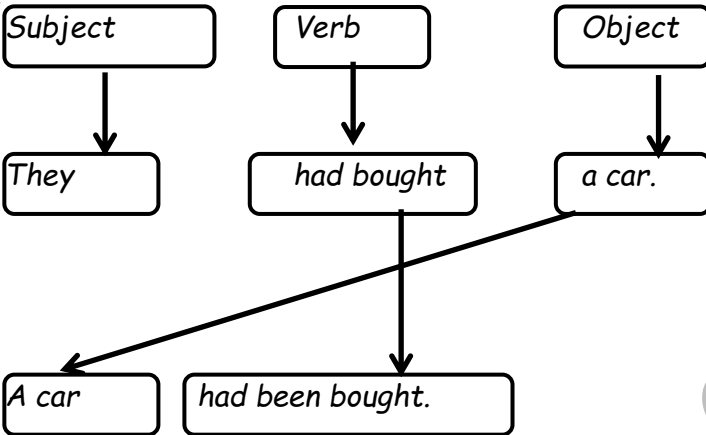 Subject Verb Object
They had bought a car.
A car had been bought.